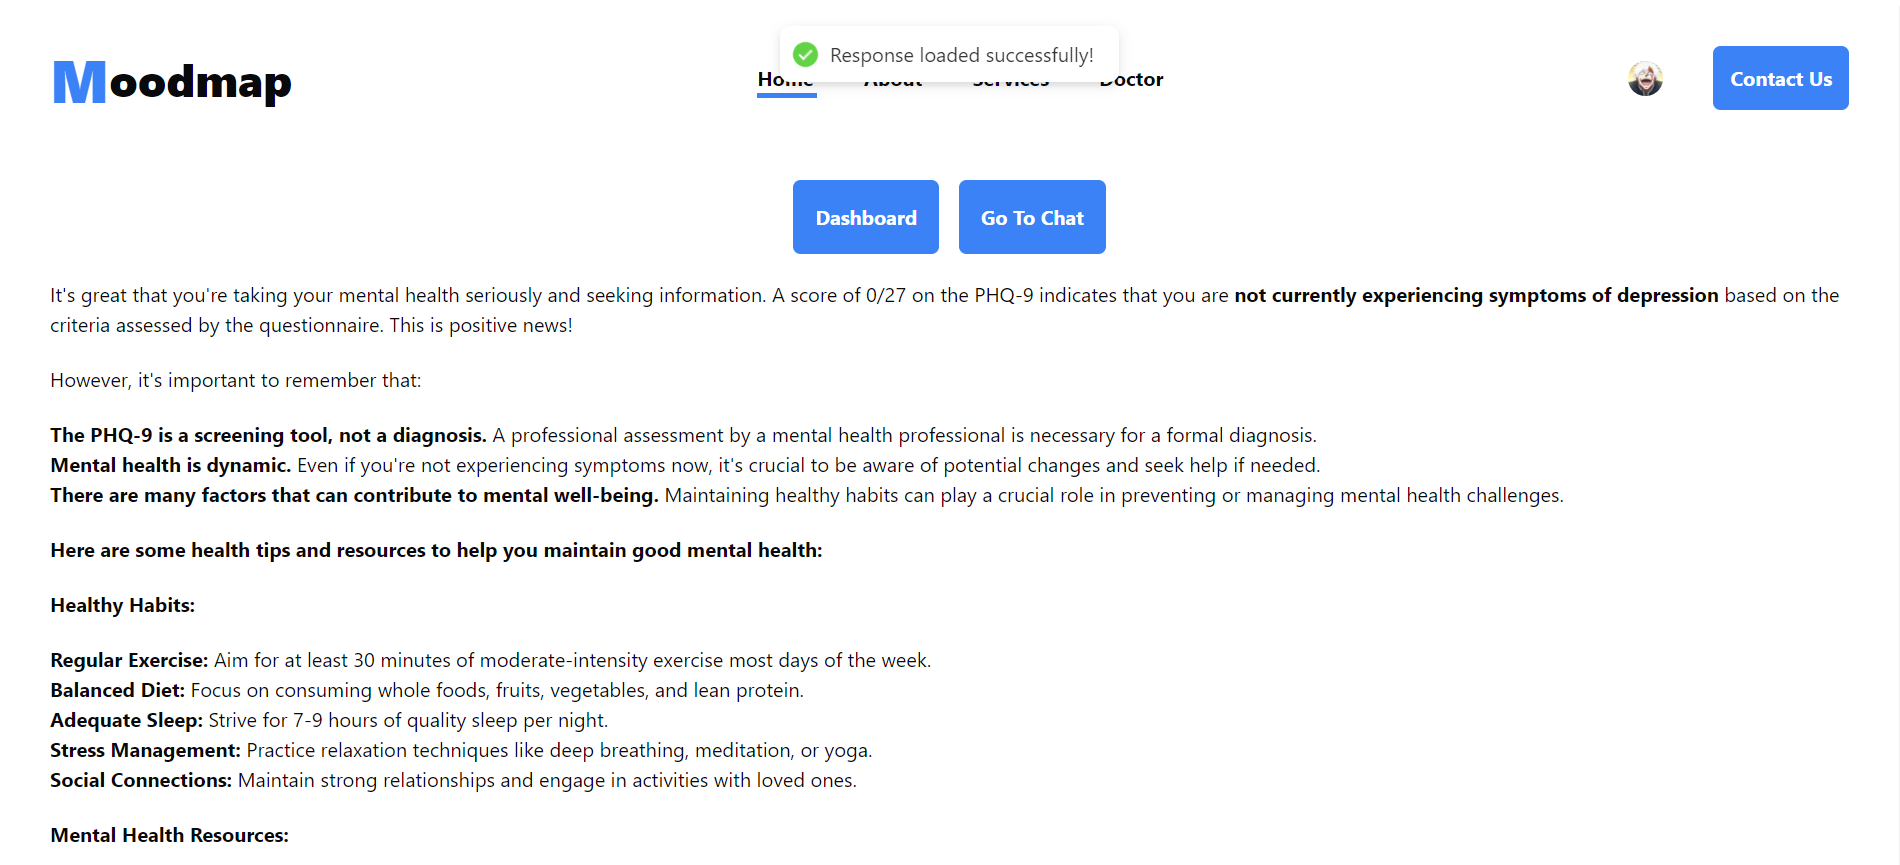 Response loaded successfully!
Moodmap
Home About Services Doctor
Contact Us
Dashboard
Go To Chat
It's great that you're taking your mental health seriously and seeking information. A score of 0/27 on the PHQ-9 indicates that you are not currently experiencing symptoms of depression based on the
criteria assessed by the questionnaire. This is positive news!
However, it's important to remember that:
The PHQ-9 is a screening tool, not a diagnosis. A professional assessment by a mental health professional is necessary for a formal diagnosis.
Mental health is dynamic. Even if you're not experiencing symptoms now, it's crucial to be aware of potential changes and seek help if needed.
There are many factors that can contribute to mental well-being. Maintaining healthy habits can play a crucial role in preventing or managing mental health challenges.
Here are some health tips and resources to help you maintain good mental health:
Healthy Habits:
Regular Exercise: Aim for at least 30 minutes of moderate-intensity exercise most days of the week.
Balanced Diet: Focus on consuming whole foods, fruits, vegetables, and lean protein.
Adequate Sleep: Strive for 7-9 hours of quality sleep per night.
Stress Management: Practice relaxation techniques like deep breathing, meditation, or yoga.
Social Connections: Maintain strong relationships and engage in activities with loved ones.
Mental Health Resources: